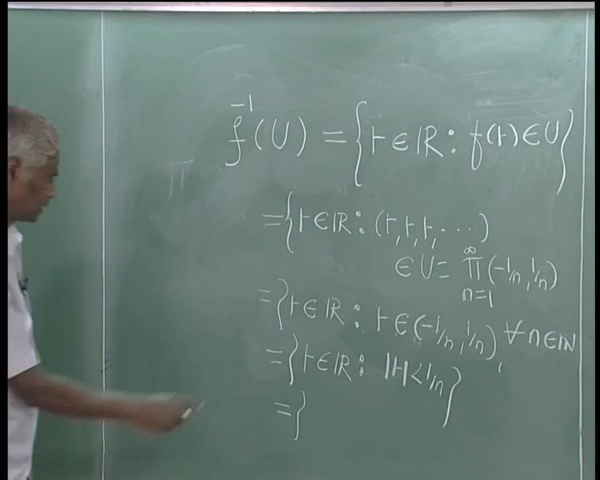 f⁻¹(U) = {t ∈ ℝ : f(t) ∈ U}
= {t ∈ ℝ : (t, t, t, ⋯)
∈ U = ∏_{n=1}^{∞} (-1/n, 1/n)
= {t ∈ ℝ : t ∈ (-1/n, 1/n) ∀ n ∈ ℕ
= {t ∈ ℝ : |t| < 1/n}
= {